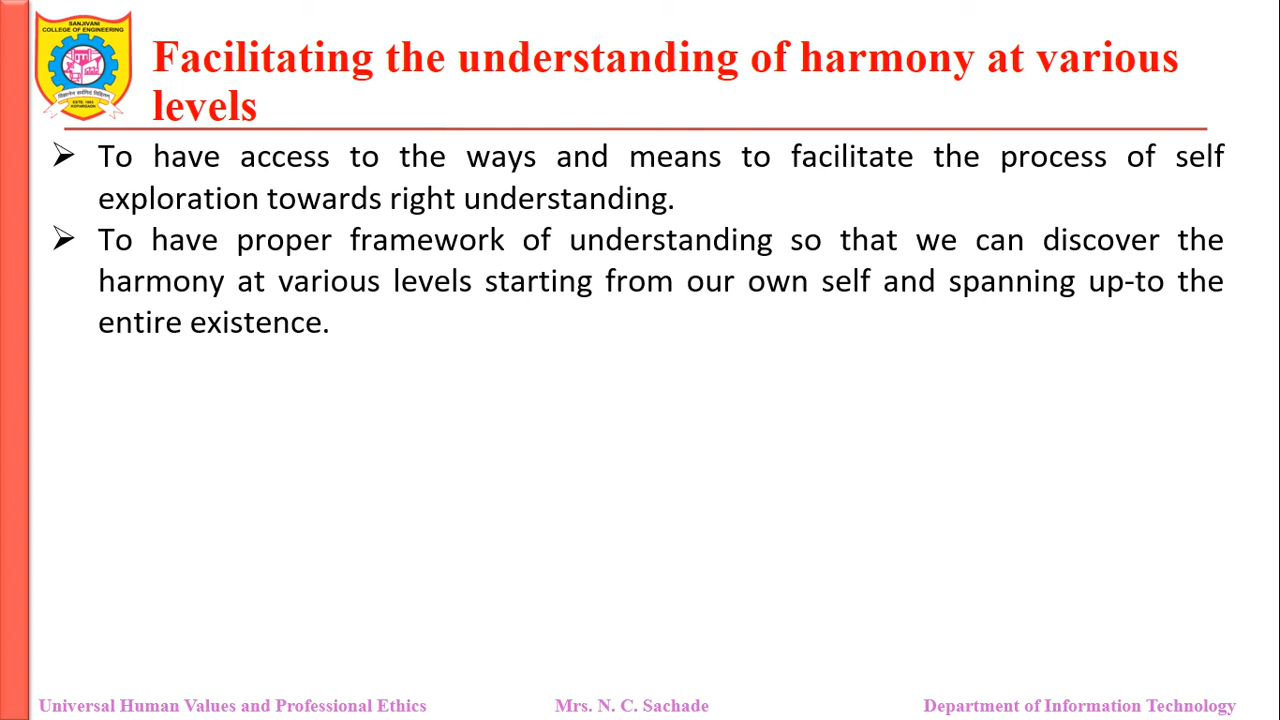 SANJIVANI
COLLEGE OF ENGINEERING
ESTD. 1983
KOPARGAON
Facilitating the understanding of harmony at various
levels
➢ To have access to the ways and means to facilitate the process of self
exploration towards right understanding.
➢ To have proper framework of understanding so that we can discover the
harmony at various levels starting from our own self and spanning up-to the
entire existence.
Universal Human Values and Professional Ethics
Mrs. N. C. Sachade
Department of Information Technology